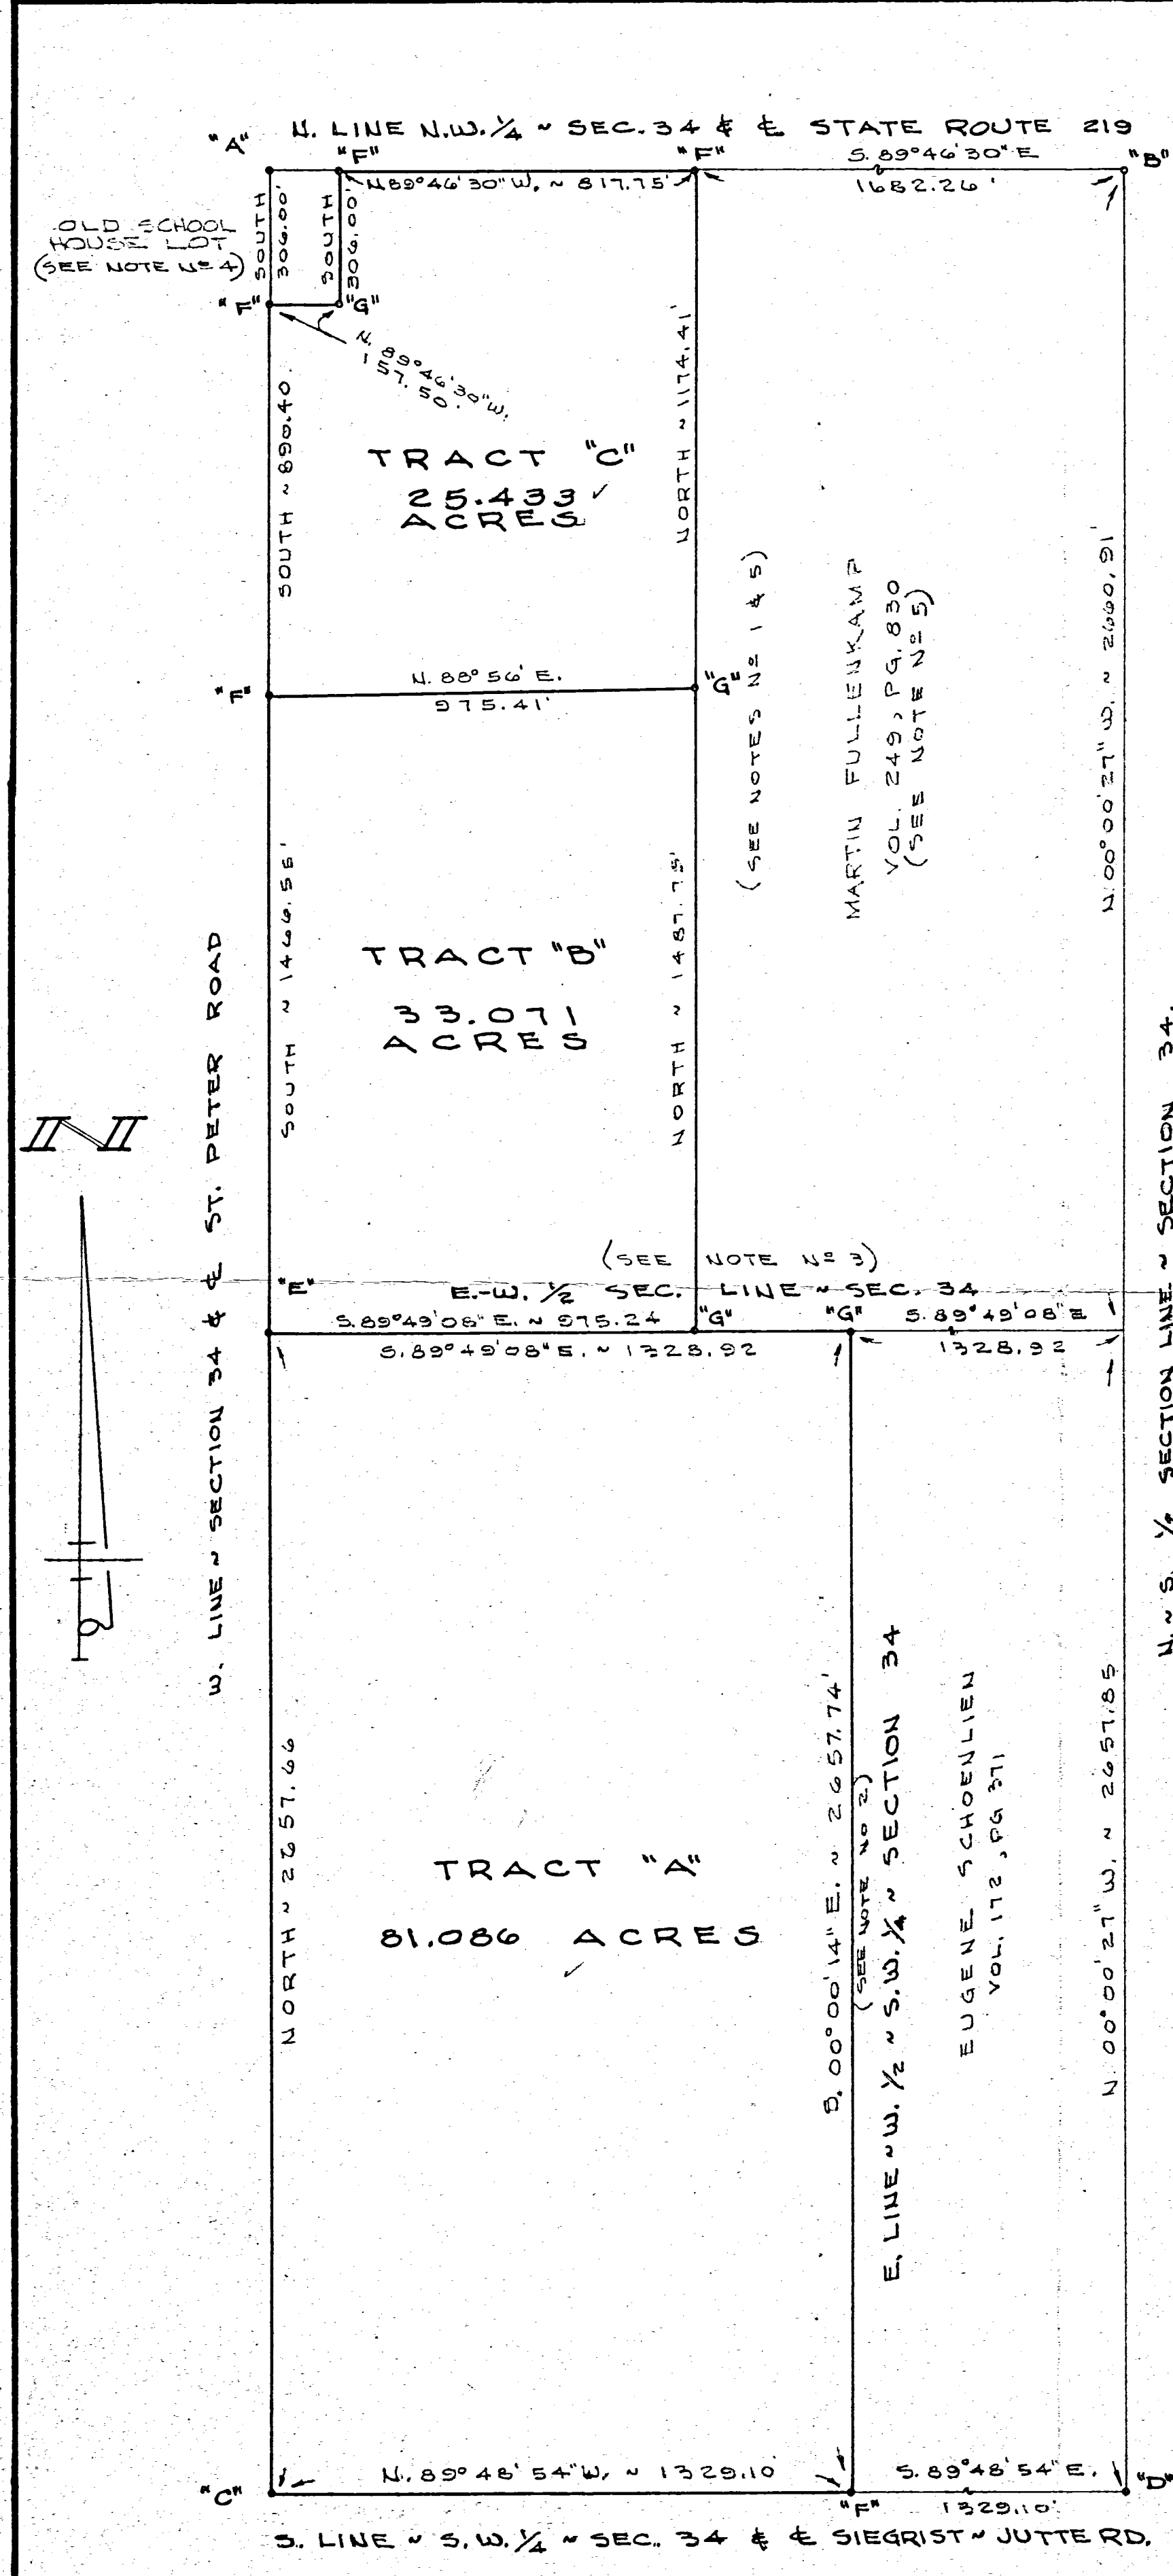 "A" N. LINE N.W. 1/4 ~ SEC. 34 & ℄ STATE ROUTE 219
"F" "F" S. 89°46'30" E "B"
N 89°46'30" W. ~ 817.75' 1682.26'
OLD SCHOOL
HOUSE LOT
(SEE NOTE Nº 4)
SOUTH
306.00'
SOUTH
306.00'
"F" "G"
N. 89°46'30" W.
157.50'
SOUTH ~ 890.40
NORTH ~ 1174.41'
TRACT "C"
25.433 ✓
ACRES
(SEE NOTES Nº 1 & 5)
MARTIN FULLENKAMP
VOL. 249, PG. 830
(SEE NOTE Nº 5)
N. 00°00'27" W. ~ 2660.91'
"F" N. 88°56' E. "G"
975.41'
SOUTH ~ 1466.55'
NORTH ~ 1487.75'
TRACT "B"
33.071
ACRES
W. LINE ~ SECTION 34 & ℄ ST. PETER ROAD
N
(SEE NOTE Nº 3)
"E" E.-W. 1/2 SEC. LINE ~ SEC. 34
S. 89°49'08" E. ~ 975.24 "G" "G" S. 89°49'08" E
S. 89°49'08" E. ~ 1328.92 1328.92
NORTH ~ 2657.66
TRACT "A"
81.086 ACRES
✓
S. 00°00'14" E. ~ 2657.74'
(SEE NOTE NO 2)
E. LINE ~ W. 1/2 ~ S.W. 1/4 ~ SECTION 34
EUGENE SCHOENLIEN
VOL. 172, PG 371
N 00°00'27" W. ~ 2657.85
SECTION LINE ~ SECTION 34.
N. ~ S.
"C" N. 89°48'54" W. ~ 1329.10 S. 89°48'54" E. "D"
"F" 1329.10'
S. LINE ~ S.W. 1/4 ~ SEC. 34 & ℄ SIEGRIST ~ JUTTE RD.